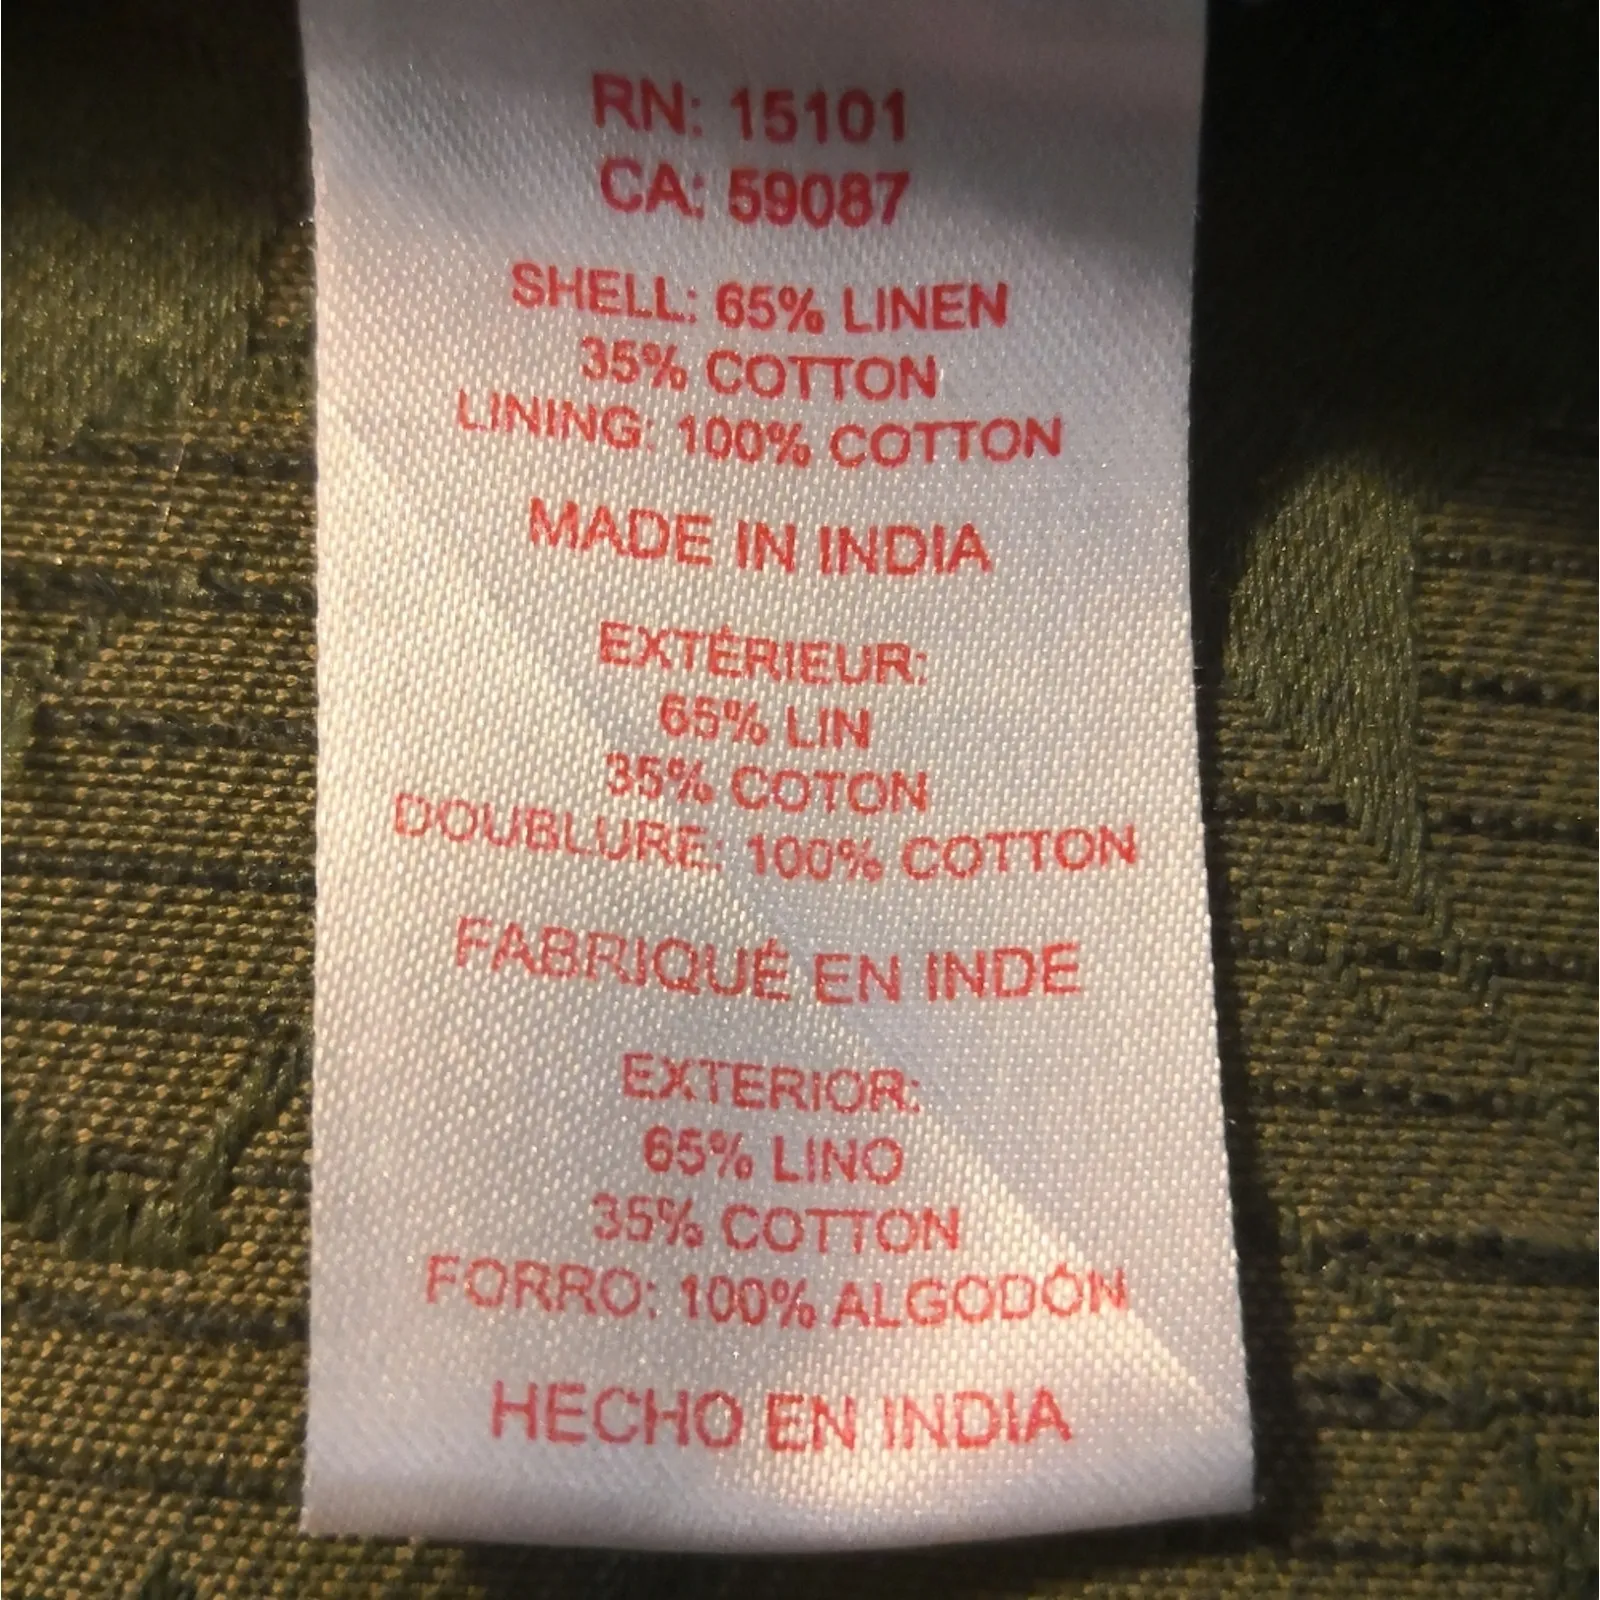 RN: 15101
CA: 59087
SHELL: 65% LINEN
35% COTTON
LINING: 100% COTTON
MADE IN INDIA
EXTÉRIEUR:
65% LIN
35% COTON
DOUBLURE: 100% COTTON
FABRIQUÉ EN INDE
EXTERIOR:
65% LINO
35% COTTON
FORRO: 100% ALGODÓN
HECHO EN INDIA